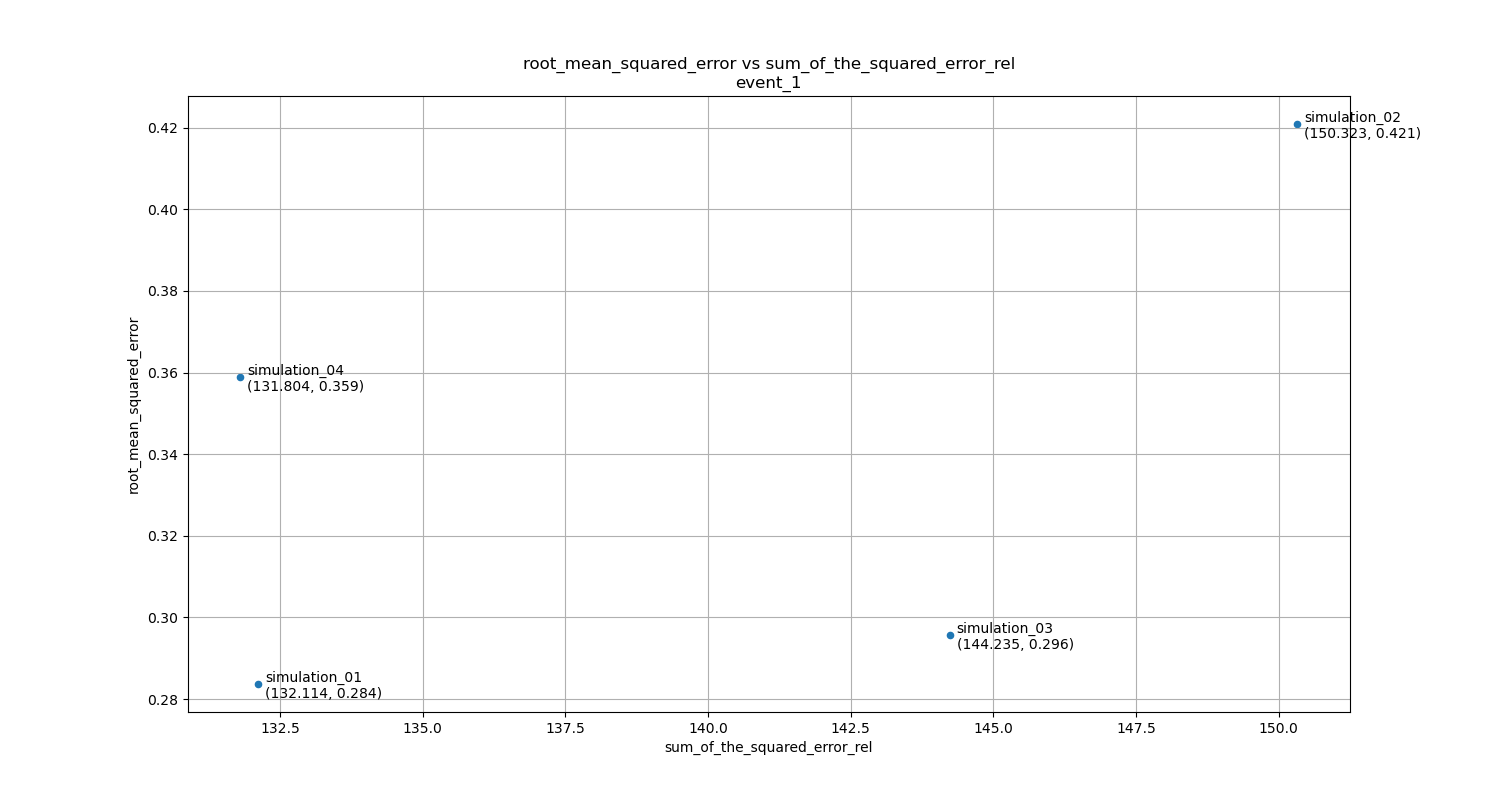 root_mean_squared_error vs sum_of_the_squared_error_rel
event_1
root_mean_squared_error
0.42
0.40
0.38
0.36
0.34
0.32
0.30
0.28
simulation_02
(150.323, 0.421)
simulation_04
(131.804, 0.359)
simulation_03
(144.235, 0.296)
simulation_01
(132.114, 0.284)
132.5
135.0
137.5
140.0
142.5
145.0
147.5
150.0
sum_of_the_squared_error_rel